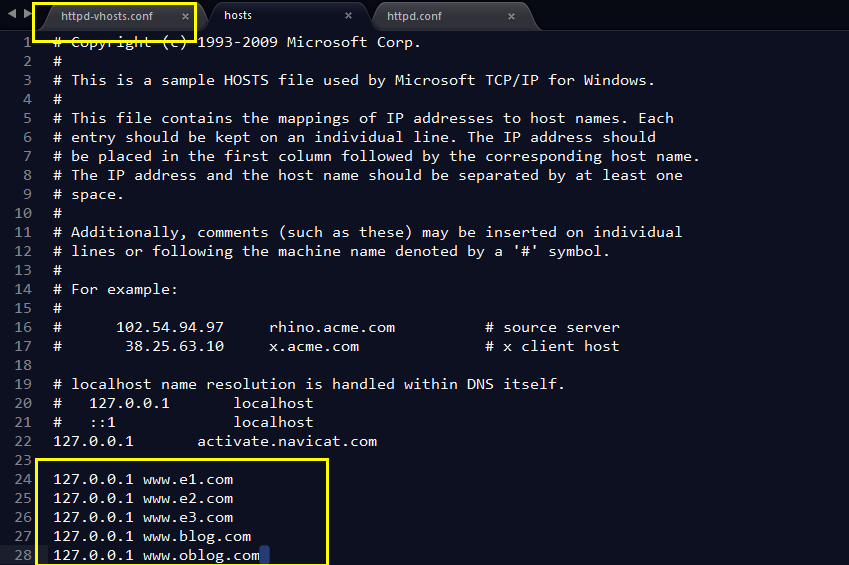 httpd-vhosts.conf × hosts × httpd.conf ×
1 # Copyright (c) 1993-2009 Microsoft Corp.
2 #
3 # This is a sample HOSTS file used by Microsoft TCP/IP for Windows.
4 #
5 # This file contains the mappings of IP addresses to host names. Each
6 # entry should be kept on an individual line. The IP address should
7 # be placed in the first column followed by the corresponding host name.
8 # The IP address and the host name should be separated by at least one
9 # space.
10 #
11 # Additionally, comments (such as these) may be inserted on individual
12 # lines or following the machine name denoted by a '#' symbol.
13 #
14 # For example:
15 #
16 #      102.54.94.97     rhino.acme.com          # source server
17 #       38.25.63.10     x.acme.com              # x client host
18
19 # localhost name resolution is handled within DNS itself.
20 #   127.0.0.1       localhost
21 #   ::1             localhost
22 127.0.0.1       activate.navicat.com
23
24 127.0.0.1 www.e1.com
25 127.0.0.1 www.e2.com
26 127.0.0.1 www.e3.com
27 127.0.0.1 www.blog.com
28 127.0.0.1 www.oblog.com